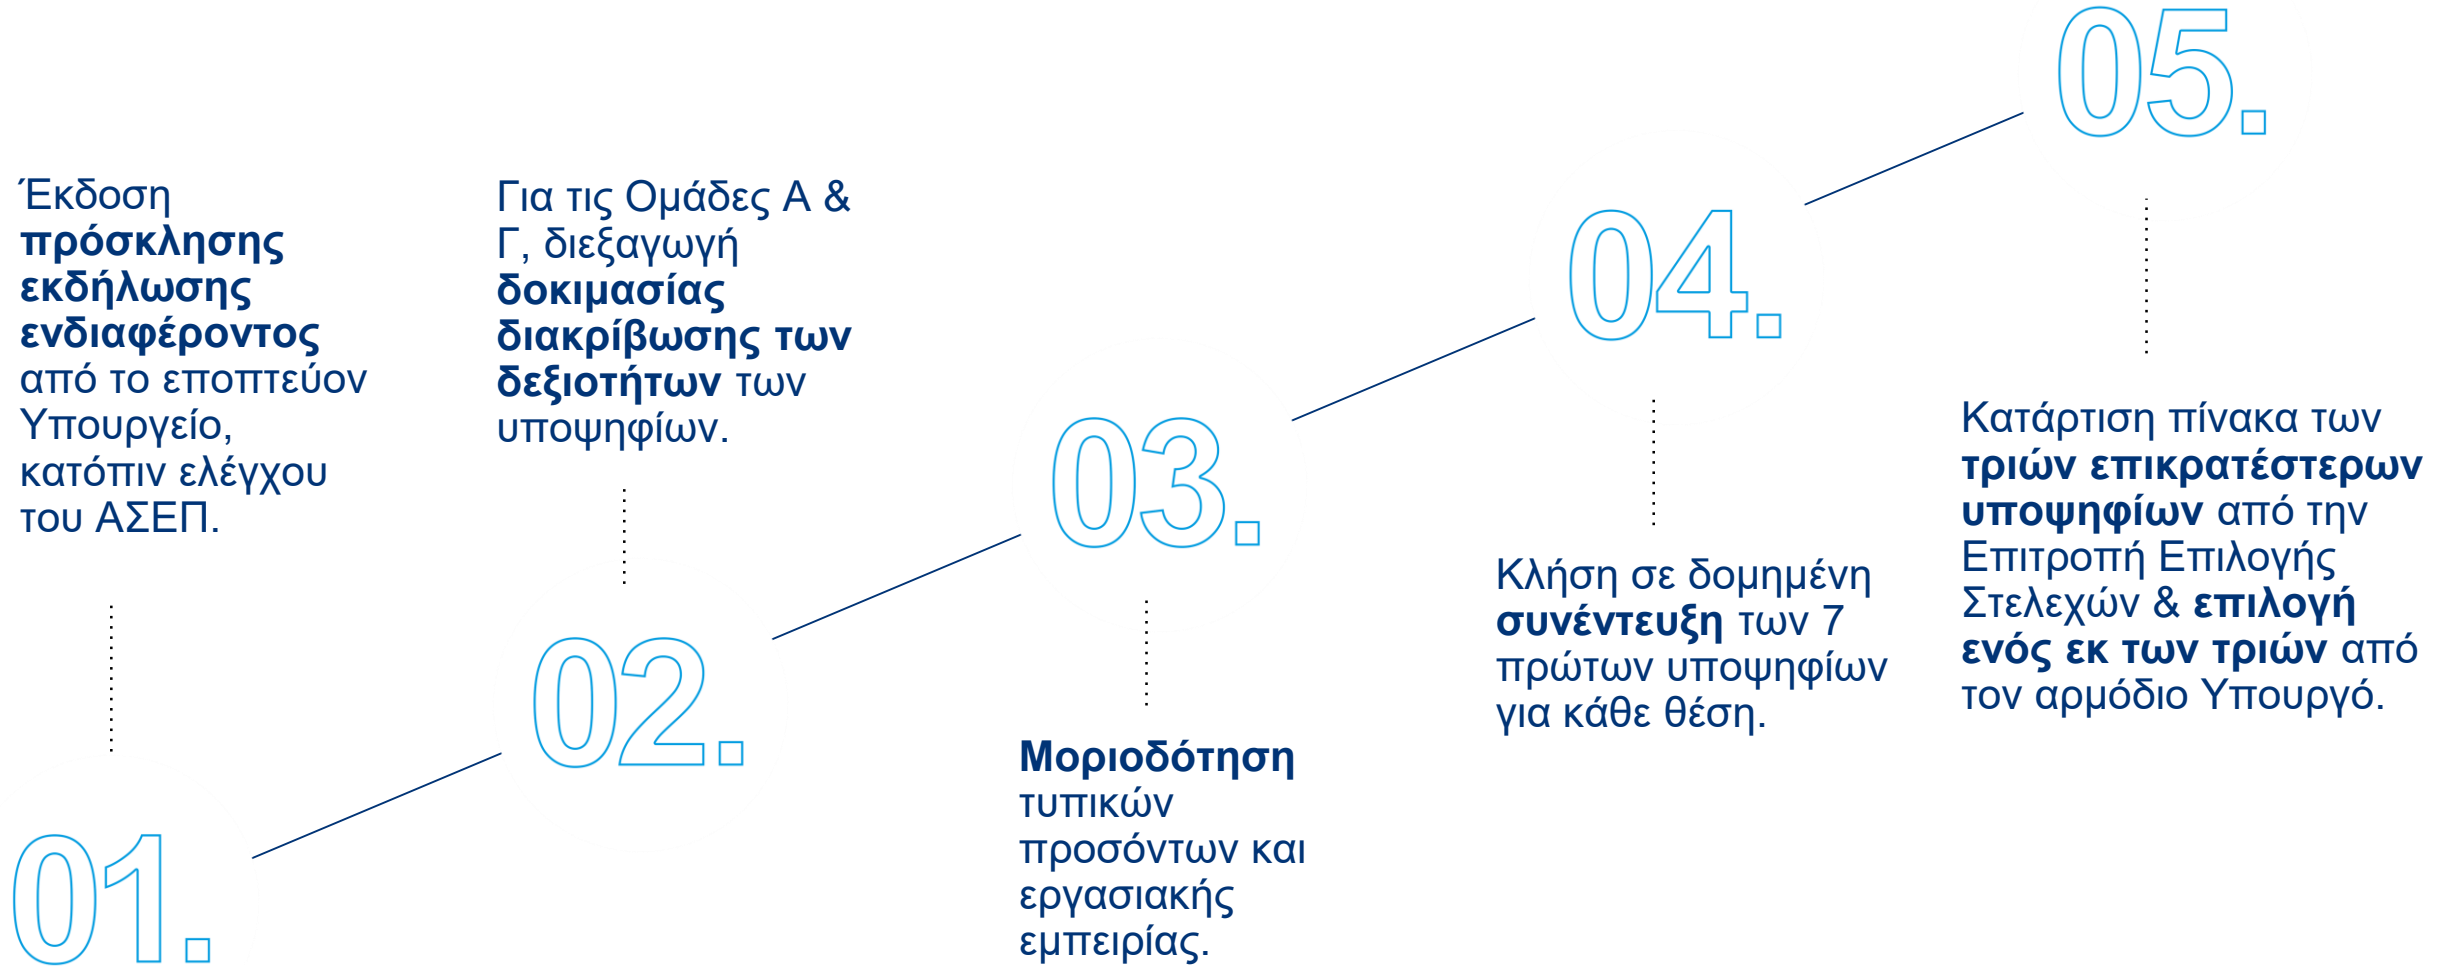 01.
Έκδοση
πρόσκλησης
εκδήλωσης
ενδιαφέροντος
από το εποπτεύον
Υπουργείο,
κατόπιν ελέγχου
του ΑΣΕΠ.
02.
Για τις Ομάδες Α &
Γ, διεξαγωγή
δοκιμασίας
διακρίβωσης των
δεξιοτήτων των
υποψηφίων.
03.
Μοριοδότηση
τυπικών
προσόντων και
εργασιακής
εμπειρίας.
04.
Κλήση σε δομημένη
συνέντευξη των 7
πρώτων υποψηφίων
για κάθε θέση.
05.
Κατάρτιση πίνακα των
τριών επικρατέστερων
υποψηφίων από την
Επιτροπή Επιλογής
Στελεχών & επιλογή
ενός εκ των τριών από
τον αρμόδιο Υπουργό.